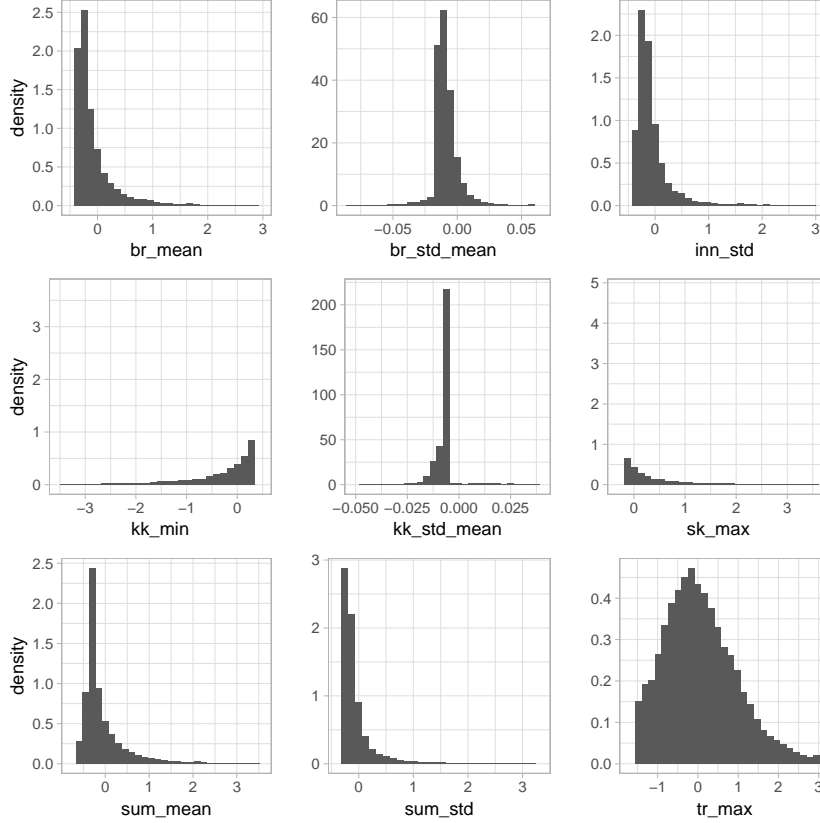 density
2.5
2.0
1.5
1.0
0.5
0.0
0 1 2 3
br_mean
60
40
20
0
−0.05 0.00 0.05
br_std_mean
2.0
1.5
1.0
0.5
0.0
0 1 2 3
inn_std
density
3
2
1
0
−3 −2 −1 0
kk_min
200
150
100
50
0
−0.050 −0.025 0.000 0.025
kk_std_mean
5
4
3
2
1
0
0 1 2 3
sk_max
density
2.5
2.0
1.5
1.0
0.5
0.0
0 1 2 3
sum_mean
3
2
1
0
0 1 2 3
sum_std
0.4
0.3
0.2
0.1
0.0
−1 0 1 2 3
tr_max